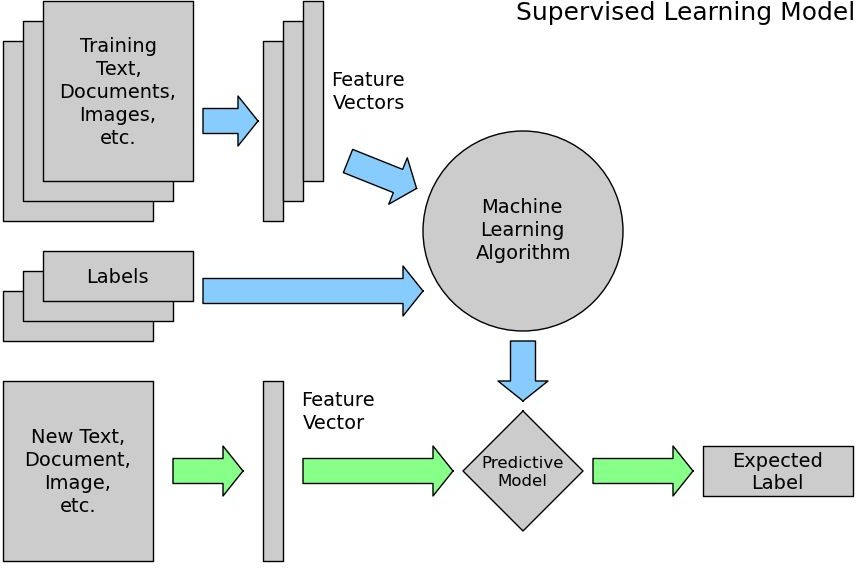 Supervised Learning Model
Training
Text,
Documents,
Images,
etc.
Feature
Vectors
Machine
Learning
Algorithm
Labels
New Text,
Document,
Image,
etc.
Feature
Vector
Predictive
Model
Expected
Label